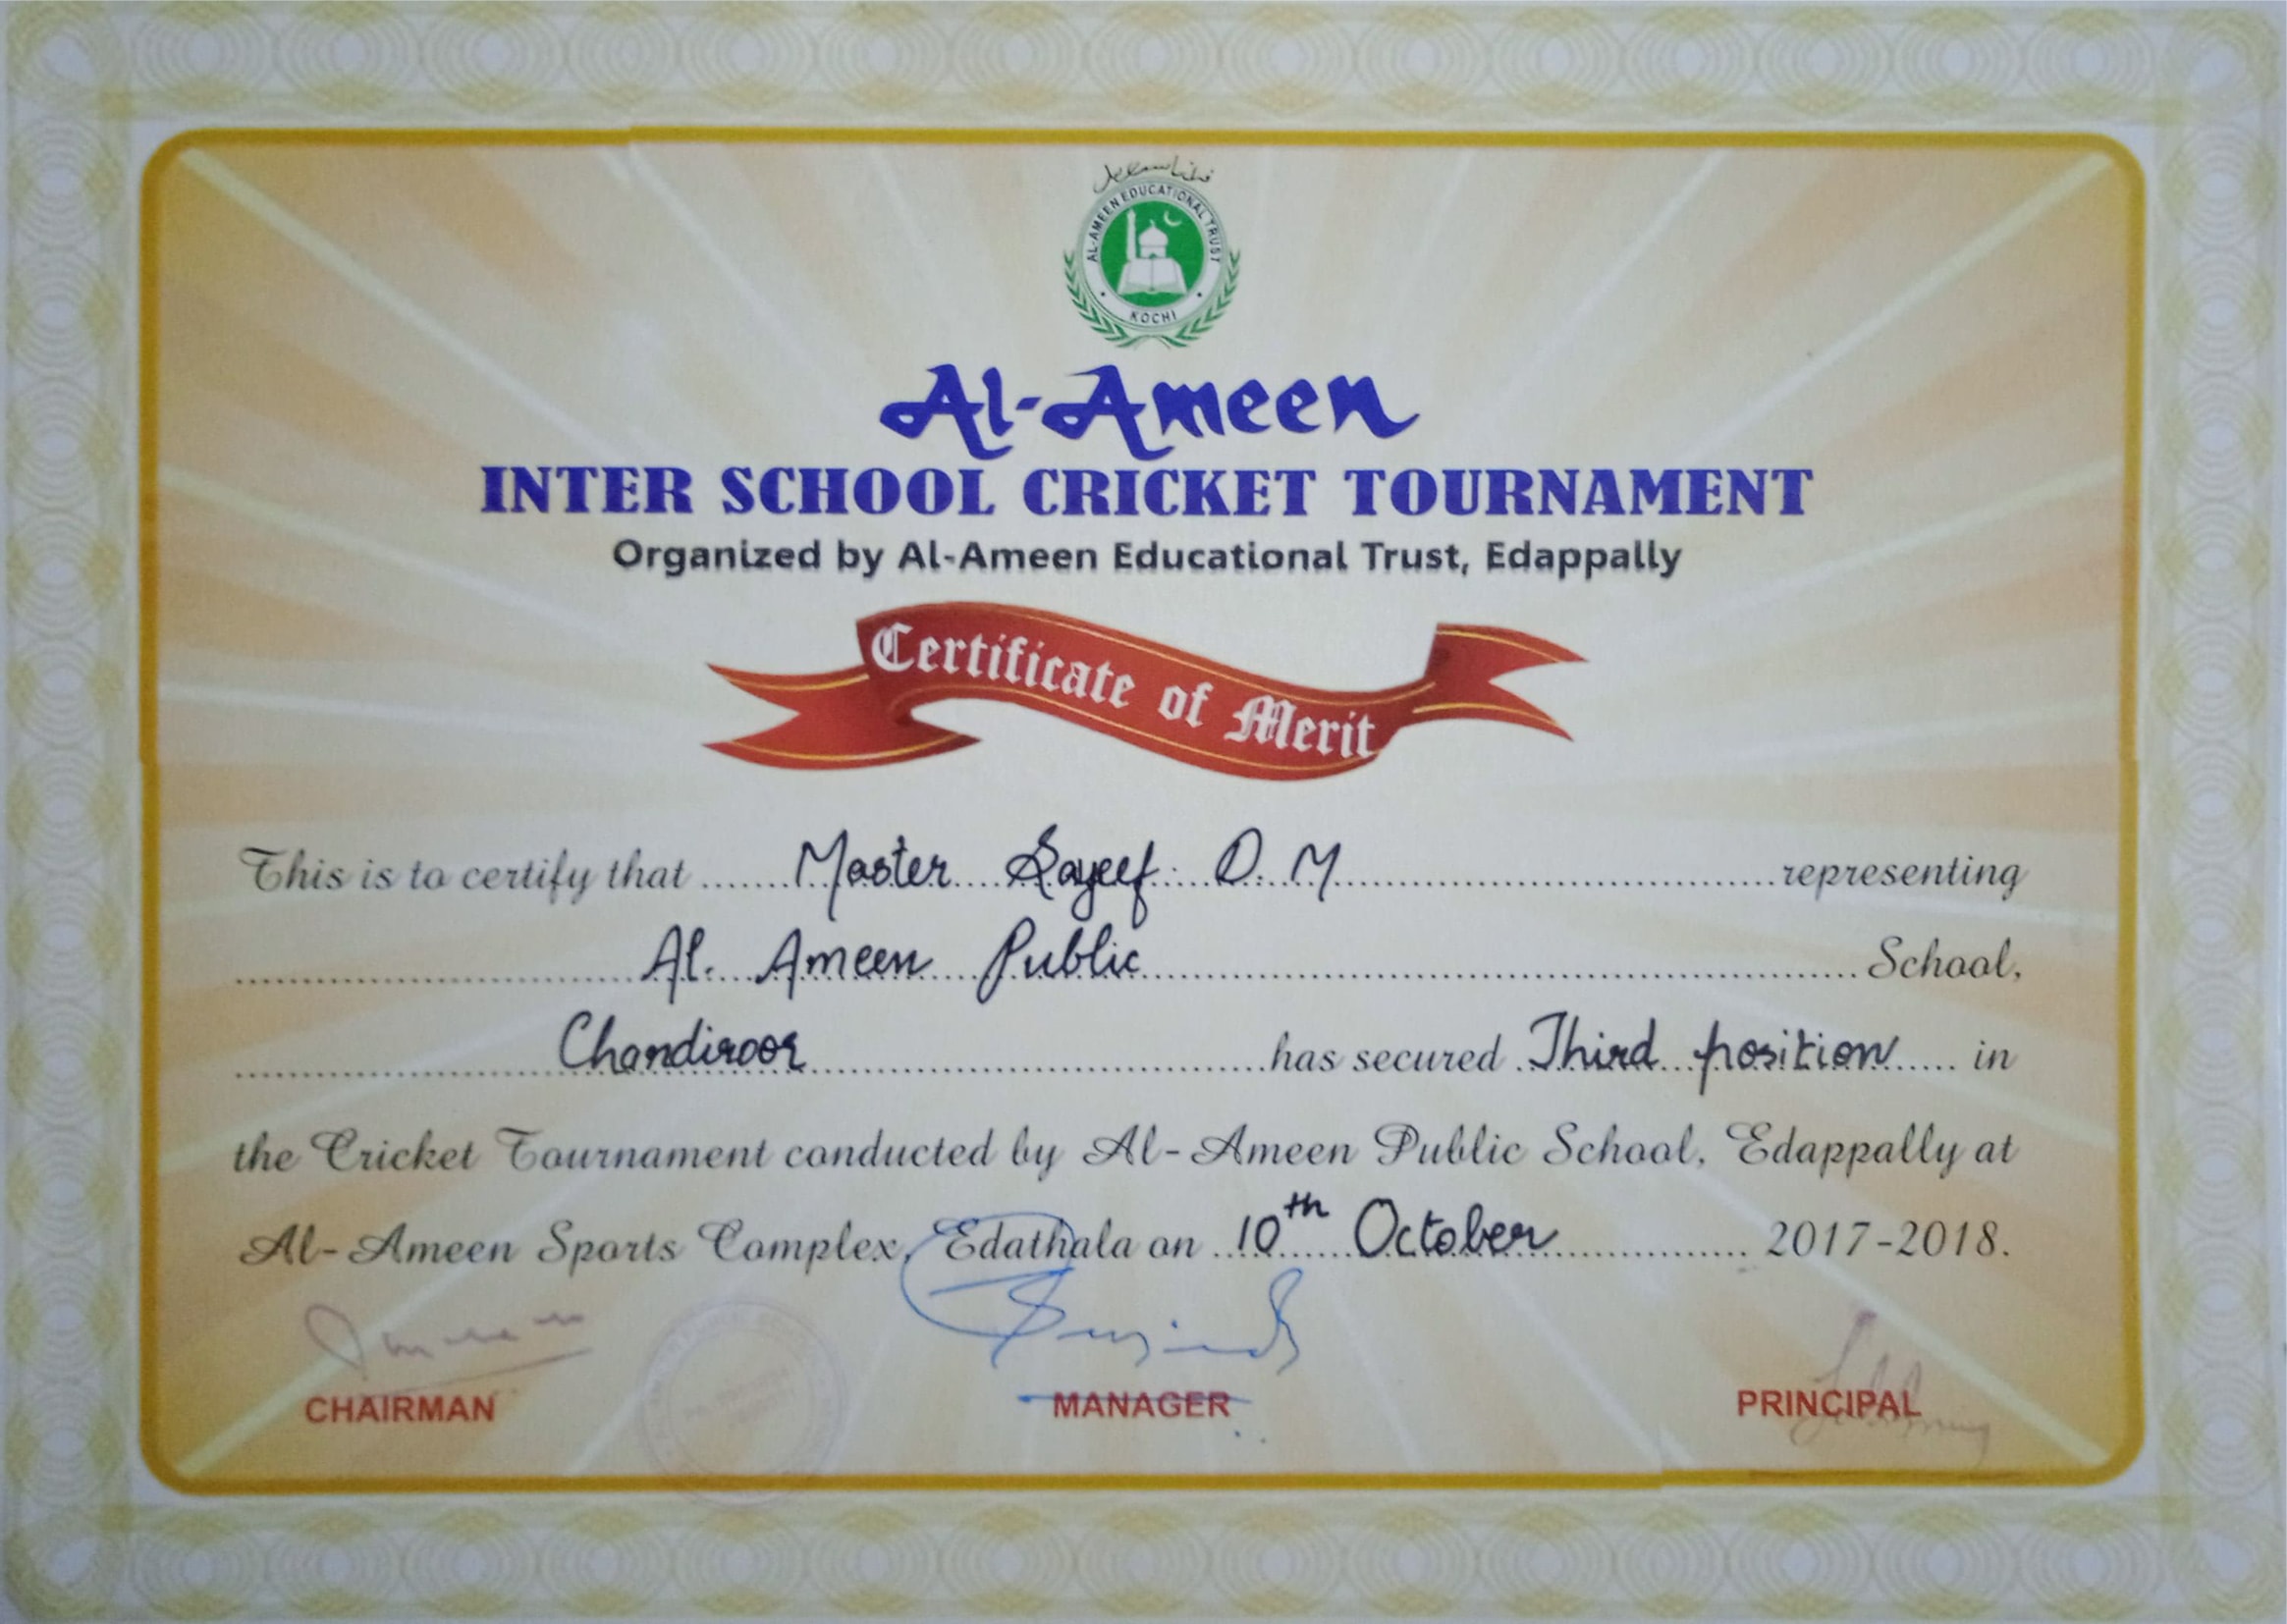 AL-AMEEN EDUCATIONAL TRUST
KOCHI
Al-Ameen
INTER SCHOOL CRICKET TOURNAMENT
Organized by Al-Ameen Educational Trust, Edappally
Certificate of Merit
This is to certify that ....... Master Sayeef. O. M ....... representing
....... Al. Ameen Public ....... School,
....... Chandiroor ....... has secured Third position ..... in
the Cricket Tournament conducted by Al-Ameen Public School, Edappally at
Al-Ameen Sports Complex, Edathala on ... 10th October ....... 2017-2018.
CHAIRMAN MANAGER PRINCIPAL